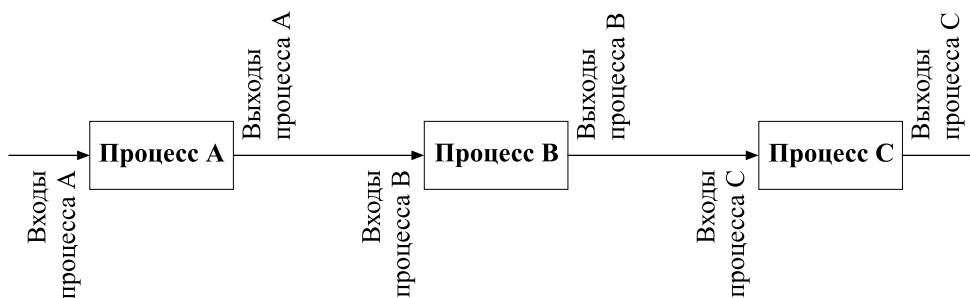 Входы
процесса A
Процесс A
Выходы
процесса A
Входы
процесса B
Процесс B
Выходы
процесса B
Входы
процесса C
Процесс C
Выходы
процесса C